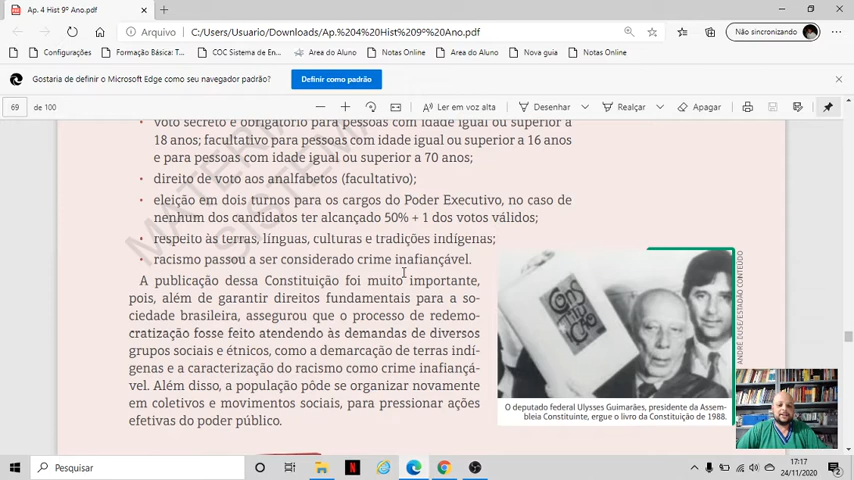 Ap. 4 Hist 9º Ano.pdf
Arquivo
C:/Users/Usuario/Downloads/Ap.%204%20Hist%209º%20Ano.pdf
Não sincronizando
Configurações
Formação Básica: T...
COC Sistema de En...
Area do Aluno
Notas Online
Area do Aluno
Nova guia
Notas Online
Gostaria de definir o Microsoft Edge como seu navegador padrão?
Definir como padrão
69 de 100
Ler em voz alta
Desenhar
Realçar
Apagar
voto secreto e obrigatório para pessoas com idade igual ou superior a
18 anos; facultativo para pessoas com idade igual ou superior a 16 anos
e para pessoas com idade igual ou superior a 70 anos;
• direito de voto aos analfabetos (facultativo);
• eleição em dois turnos para os cargos do Poder Executivo, no caso de
nenhum dos candidatos ter alcançado 50% + 1 dos votos válidos;
• respeito às terras, línguas, culturas e tradições indígenas;
• racismo passou a ser considerado crime inafiançável.
A publicação dessa Constituição foi muito importante,
pois, além de garantir direitos fundamentais para a so-
ciedade brasileira, assegurou que o processo de redemo-
cratização fosse feito atendendo às demandas de diversos
grupos sociais e étnicos, como a demarcação de terras indí-
genas e a caracterização do racismo como crime inafiançá-
vel. Além disso, a população pôde se organizar novamente
em coletivos e movimentos sociais, para pressionar ações
efetivas do poder público.
MATERI
SISTEMA
CONS
TITUI
ÇÃO
ANDRÉ DUSEK/ESTADÃO CONTEÚDO
O deputado federal Ulysses Guimarães, presidente da Assem-
bleia Constituinte, ergue o livro da Constituição de 1988.
Pesquisar
17:17
24/11/2020
2